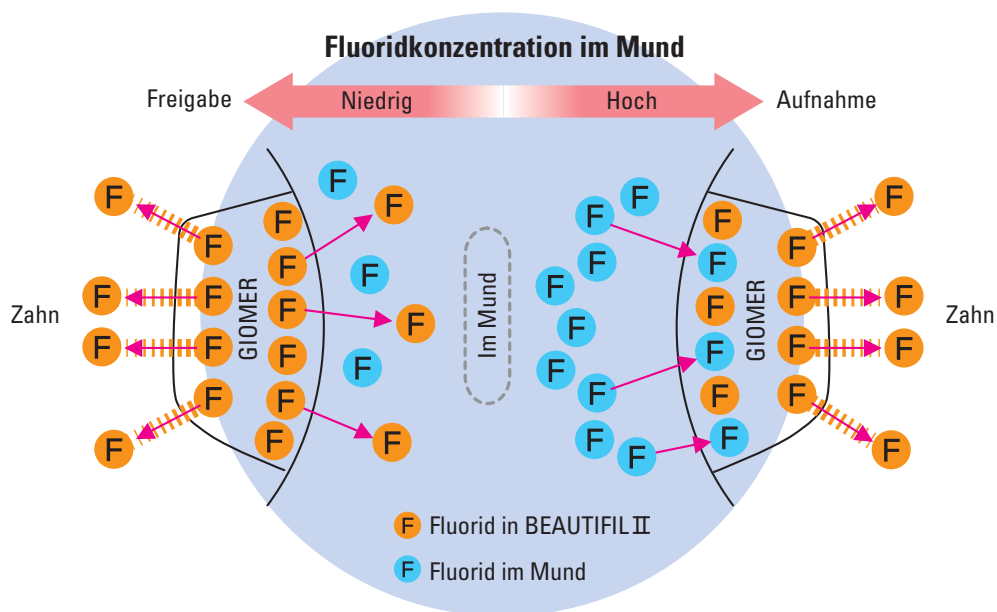 Fluoridkonzentration im Mund
Freigabe Niedrig Hoch Aufnahme
F F F F F
F F F F
F F F F
F F F F F
F F F F F F F
F F F F F
Zahn GIOMER Im Mund GIOMER Zahn
F F F F F F
F F F F
F F F F F
F F F F F F F
F F F F
F Fluorid in BEAUTIFIL II
F Fluorid im Mund